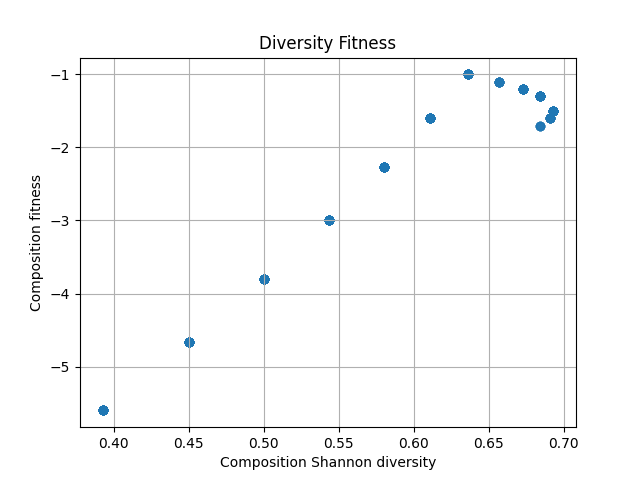 Diversity Fitness
Composition fitness
−1
−2
−3
−4
−5
0.40 0.45 0.50 0.55 0.60 0.65 0.70
Composition Shannon diversity